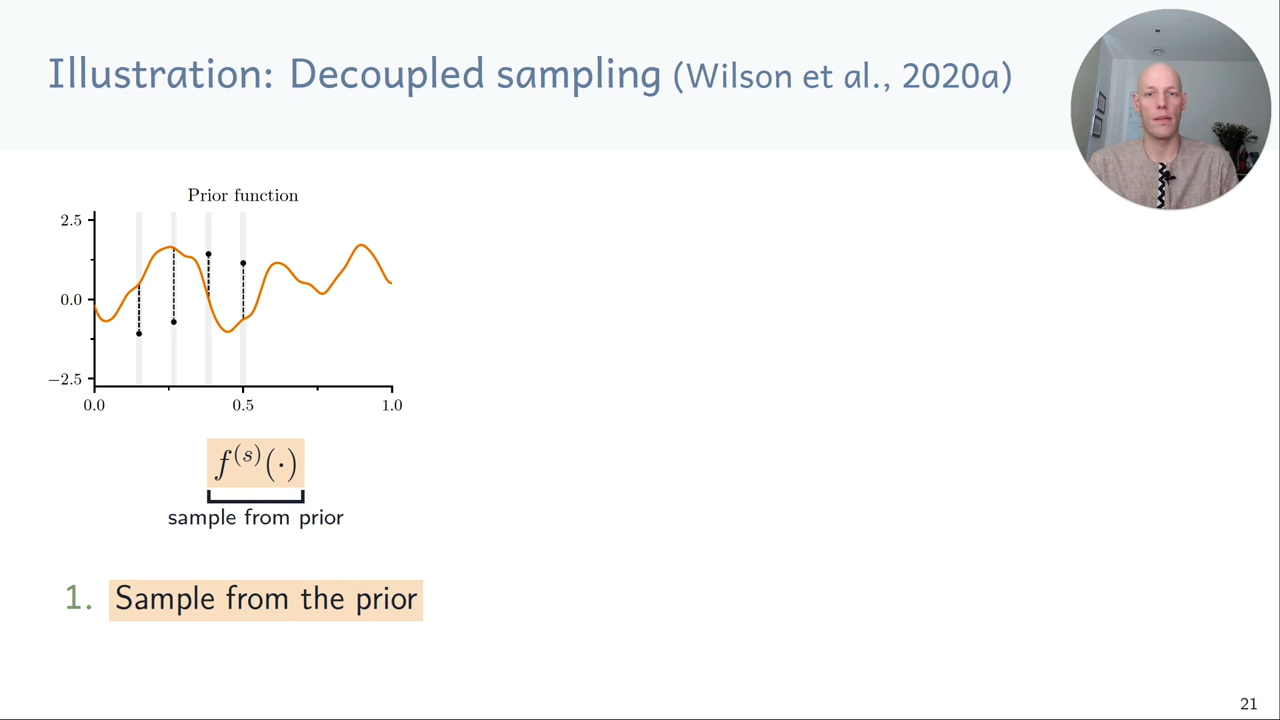 Illustration: Decoupled sampling (Wilson et al., 2020a)
Prior function
2.5
0.0
−2.5
0.0 0.5 1.0
f^{(s)}(·)
sample from prior
1. Sample from the prior
21